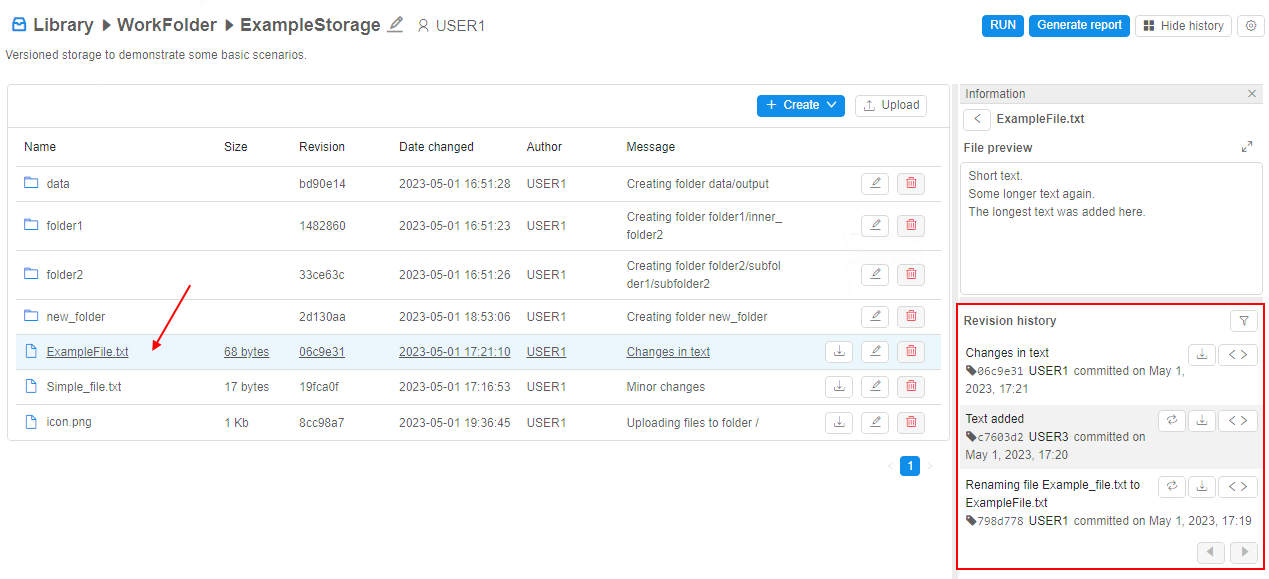 Library WorkFolder ExampleStorage USER1
RUN Generate report Hide history
Versioned storage to demonstrate some basic scenarios.
Create Upload
Name Size Revision Date changed Author Message
data bd90e14 2023-05-01 16:51:28 USER1 Creating folder data/output
folder1 1482860 2023-05-01 16:51:23 USER1 Creating folder folder1/inner_
folder2
folder2 33ce63c 2023-05-01 16:51:26 USER1 Creating folder folder2/subfol
der1/subfolder2
new_folder 2d130aa 2023-05-01 18:53:06 USER1 Creating folder new_folder
ExampleFile.txt 68 bytes 06c9e31 2023-05-01 17:21:10 USER1 Changes in text
Simple_file.txt 17 bytes 19fca0f 2023-05-01 17:16:53 USER1 Minor changes
icon.png 1 Kb 8cc98a7 2023-05-01 19:36:45 USER1 Uploading files to folder /
1
Information
ExampleFile.txt
File preview
Short text.
Some longer text again.
The longest text was added here.
Revision history
Changes in text
06c9e31 USER1 committed on May 1,
2023, 17:21
Text added
c7603d2 USER3 committed on
May 1, 2023, 17:20
Renaming file Example_file.txt to
ExampleFile.txt
798d778 USER1 committed on May 1, 2023, 17:19